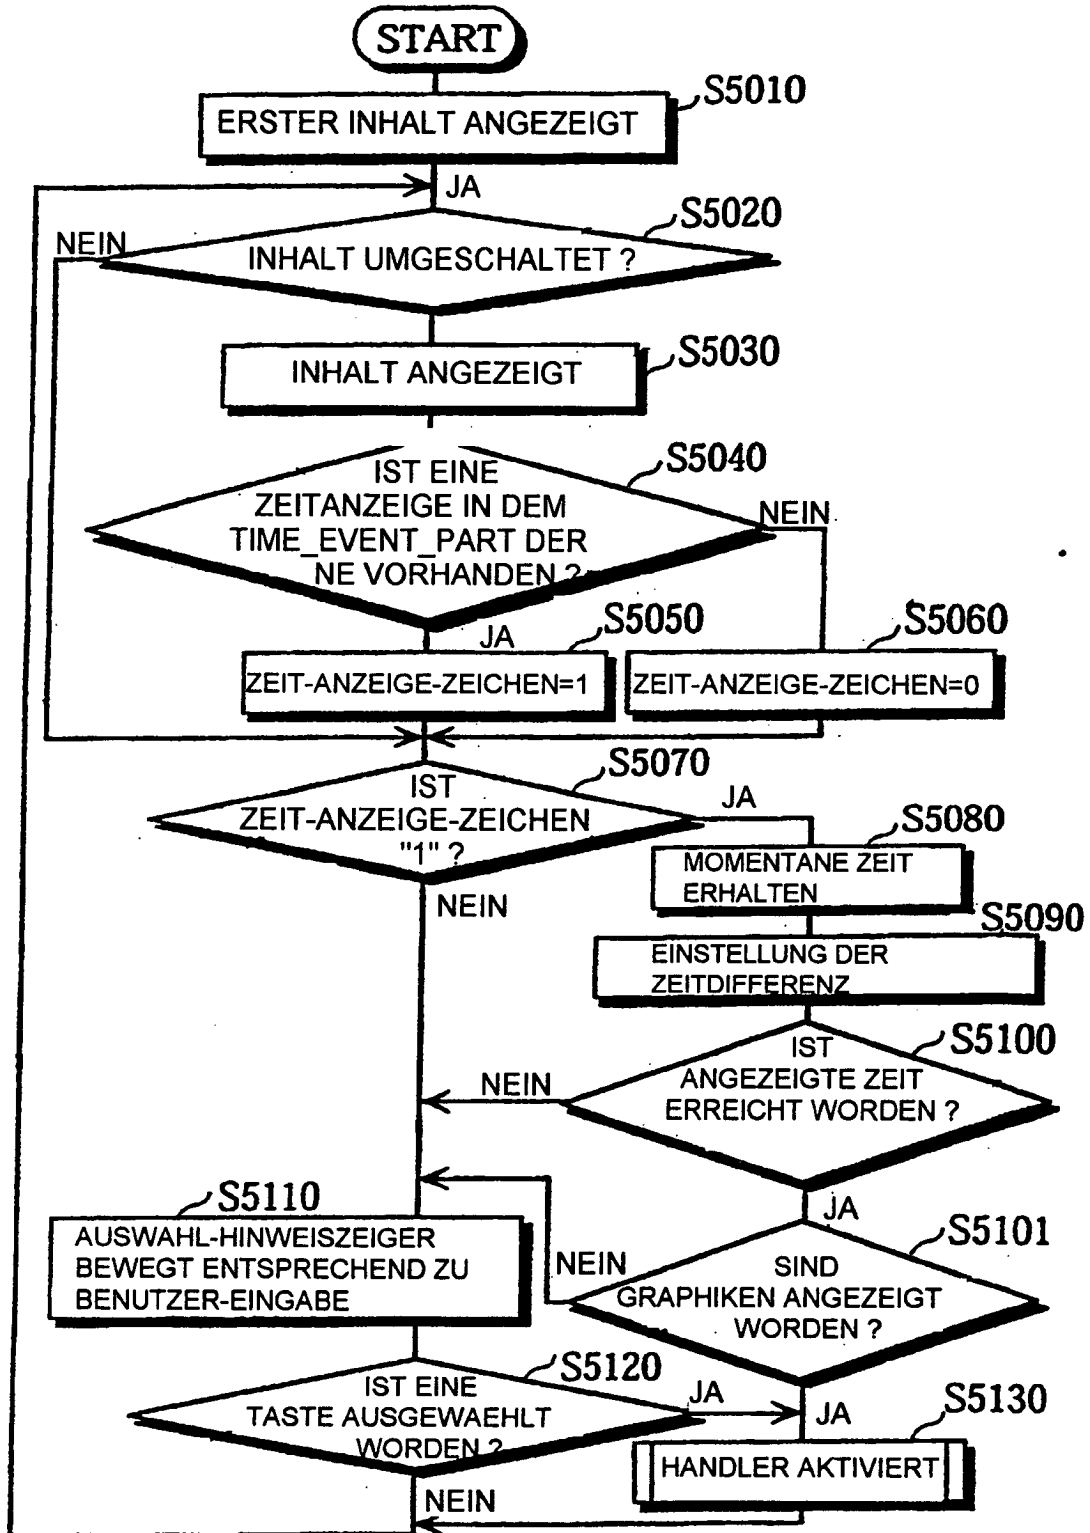 START
S5010
ERSTER INHALT ANGEZEIGT
JA
S5020
NEIN
INHALT UMGESCHALTET ?
S5030
INHALT ANGEZEIGT
S5040
IST EINE
ZEITANZEIGE IN DEM
TIME_EVENT_PART DER
NE VORHANDEN ?
NEIN
JA
S5050
S5060
ZEIT-ANZEIGE-ZEICHEN=1
ZEIT-ANZEIGE-ZEICHEN=0
S5070
IST
ZEIT-ANZEIGE-ZEICHEN
"1" ?
JA
NEIN
S5080
MOMENTANE ZEIT
ERHALTEN
S5090
EINSTELLUNG DER
ZEITDIFFERENZ
S5100
IST
ANGEZEIGTE ZEIT
ERREICHT WORDEN ?
NEIN
JA
S5110
AUSWAHL-HINWEISZEIGER
BEWEGT ENTSPRECHEND ZU
BENUTZER-EINGABE
S5101
NEIN
SIND
GRAPHIKEN ANGEZEIGT
WORDEN ?
S5120
IST EINE
TASTE AUSGEWAEHLT
WORDEN ?
JA
JA
S5130
HANDLER AKTIVIERT
NEIN